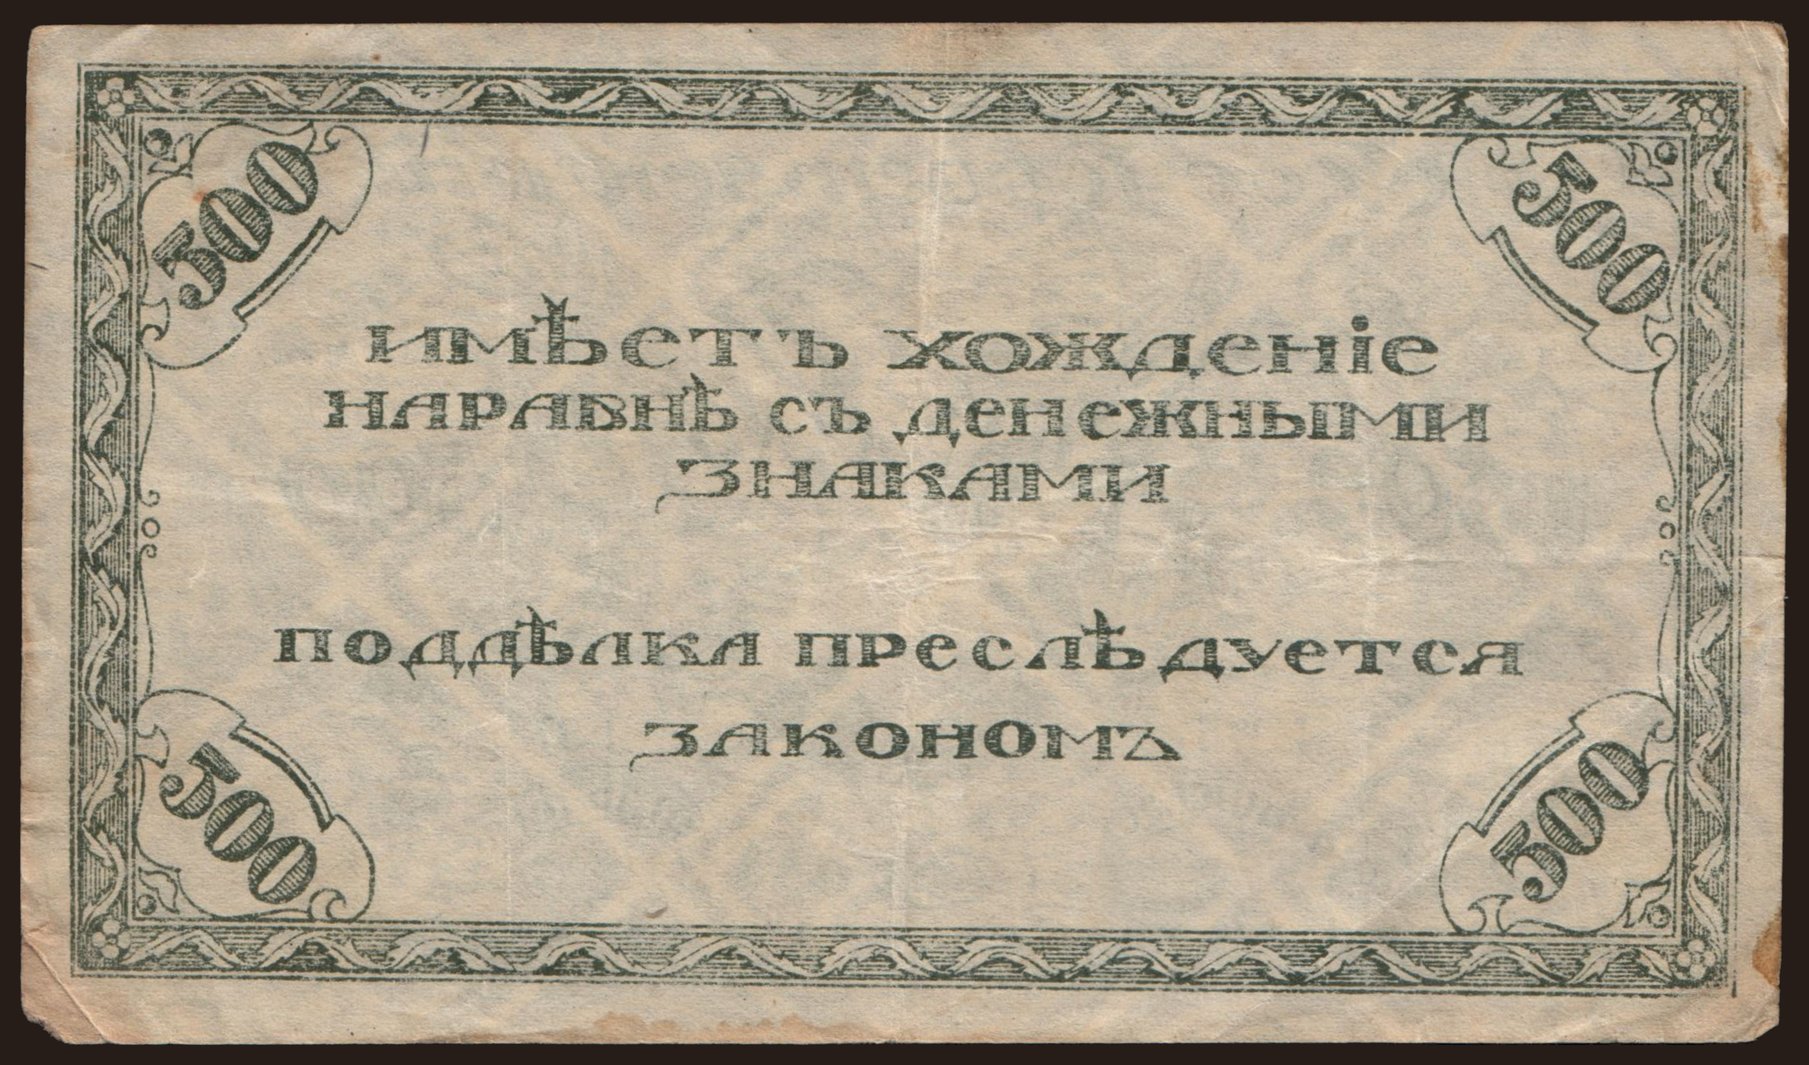 500
500
имѣетъ хожденіе
наравнѣ съ денежными
знаками
поддѣлка преслѣдуется
закономъ
500
500